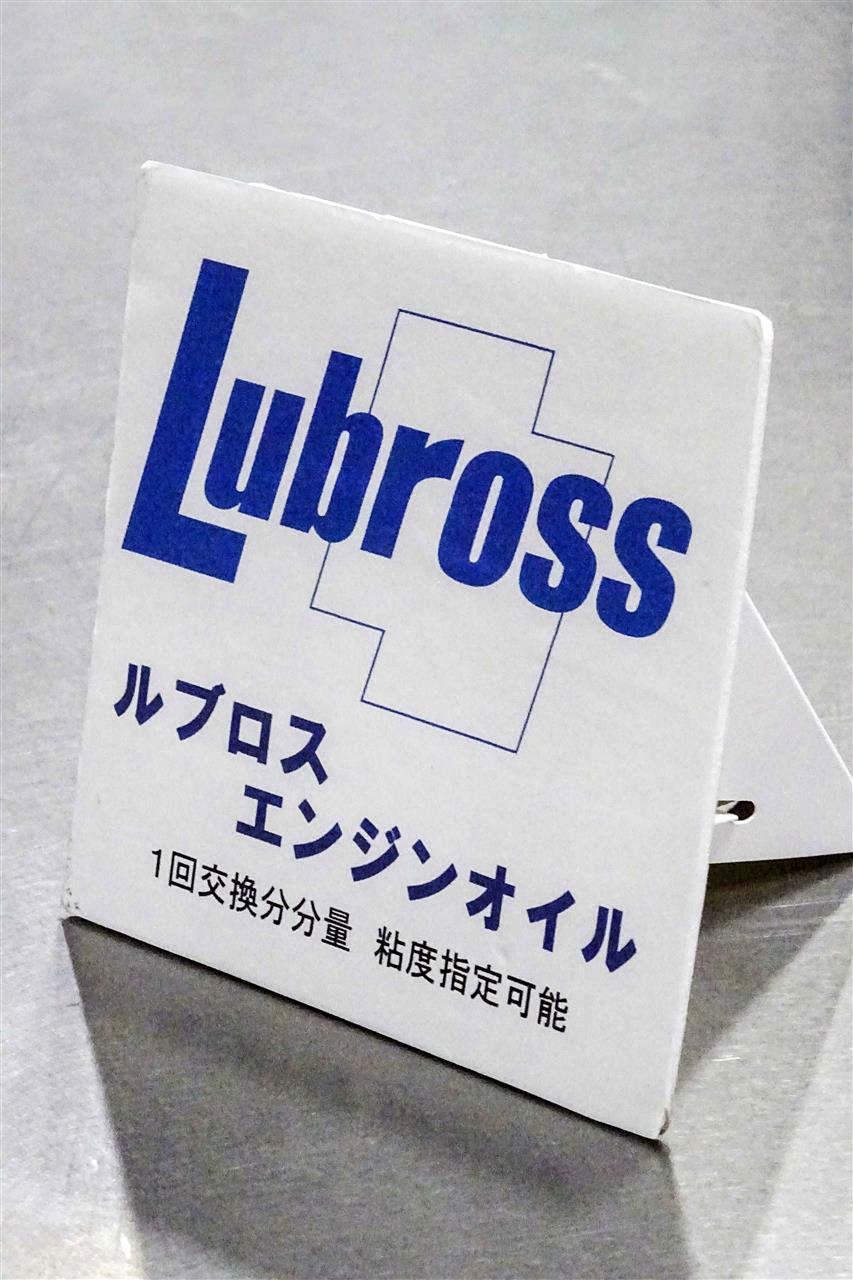 Lubross
ルブロス
エンジンオイル
1回交換分分量 粘度指定可能